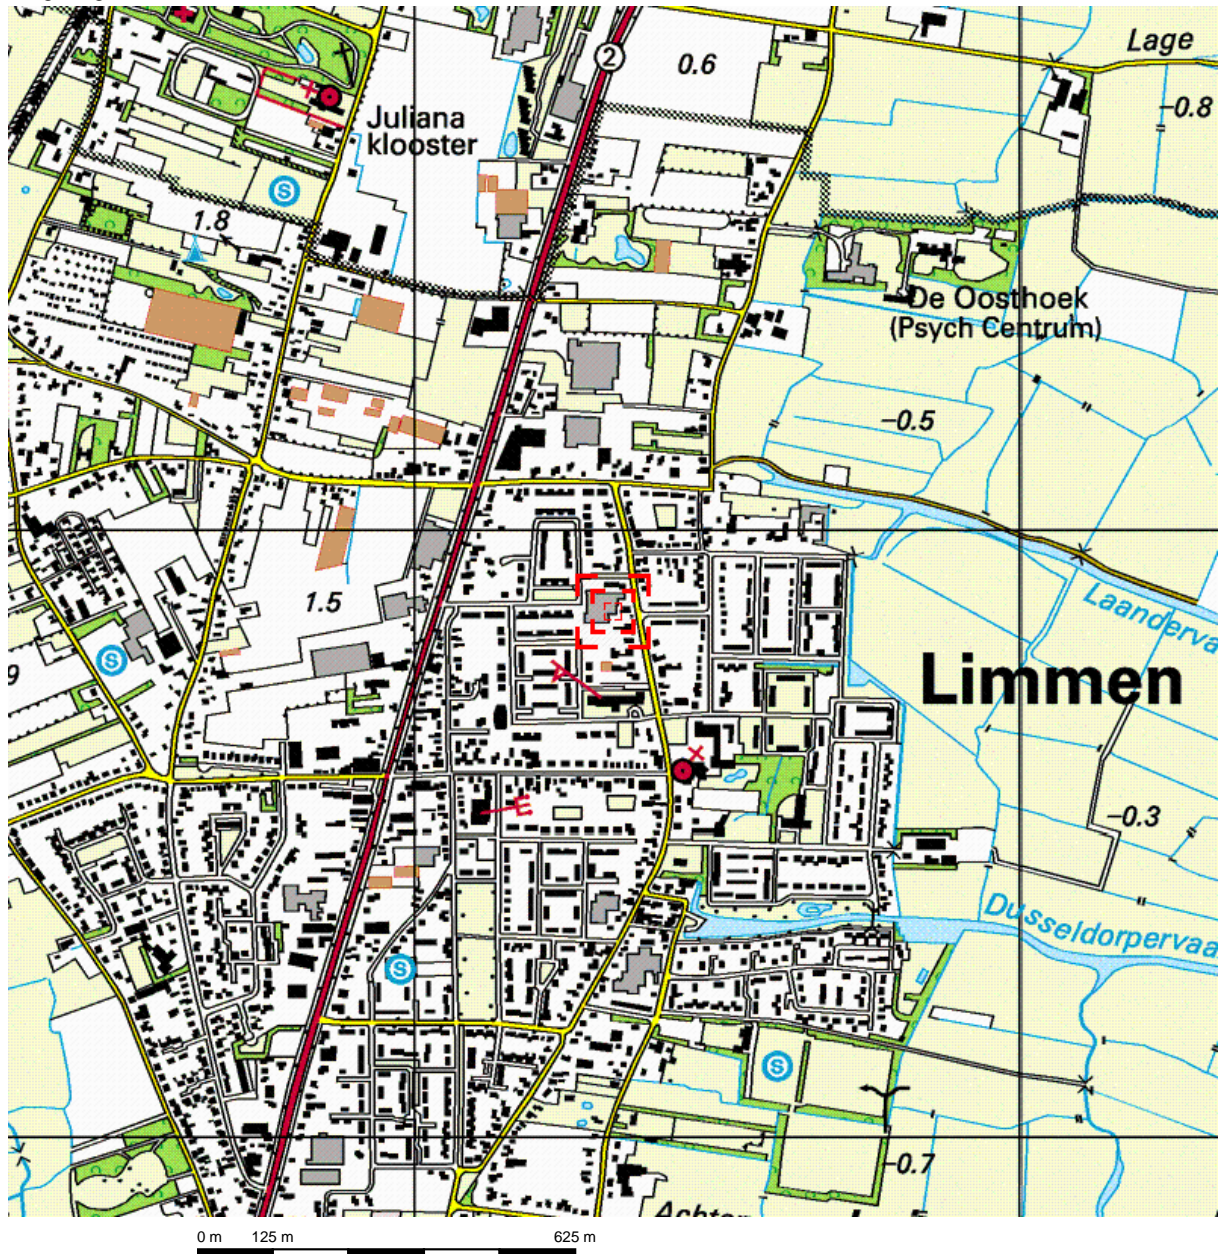 2
0.6
Lage
-0.8
Juliana
klooster
S
1.8
De Oosthoek
(Psych Centrum)
-0.5
1.5
Laanderva
S
9
Limmen
-0.3
Dusseldorpervaa
S
S
-0.7
0 m 125 m 625 m